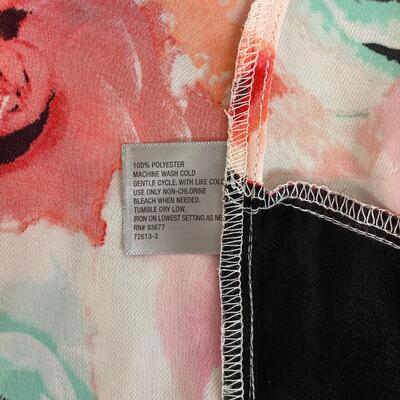 100% POLYESTER
MACHINE WASH COLD
GENTLE CYCLE, WITH LIKE COLO
USE ONLY NON-CHLORINE
BLEACH WHEN NEEDED.
TUMBLE DRY LOW.
IRON ON LOWEST SETTING AS NE
RN# 93677
72613-3